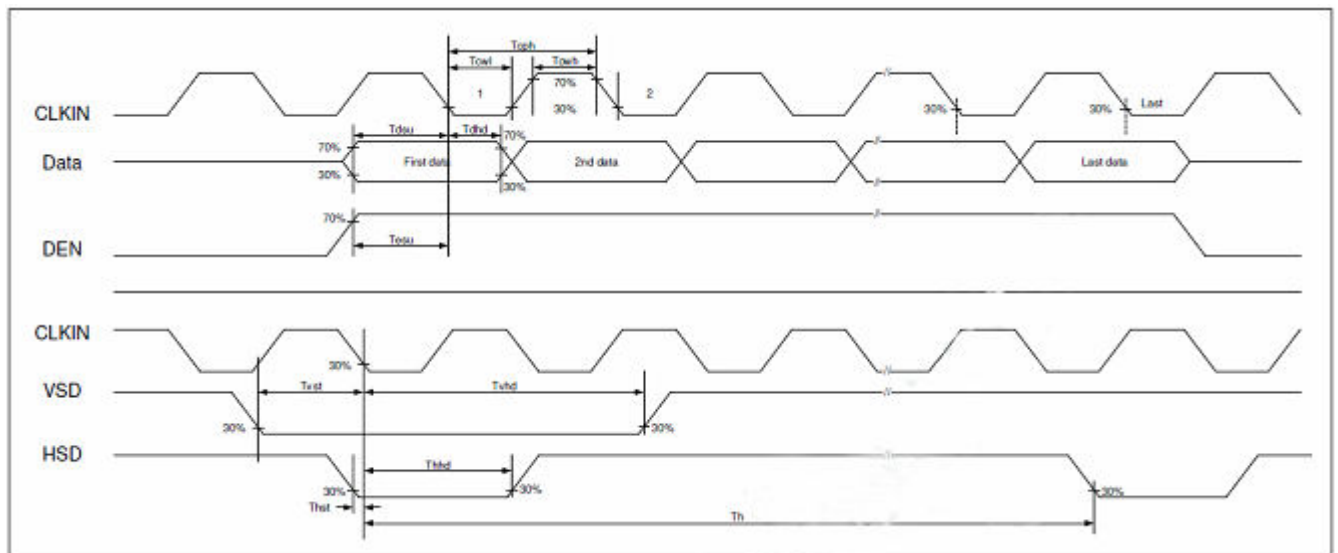 Tcph
Tcwl
Tcwh
CLKIN
1
70%
30%
2
30%
30%
Last
Tdsu
Tdhd
Data
70%
30%
First data
70%
30%
2nd data
Last data
DEN
70%
Tesu
CLKIN
30%
VSD
Tvst
Tvhd
30%
30%
HSD
Thhd
30%
30%
30%
Thst
Th